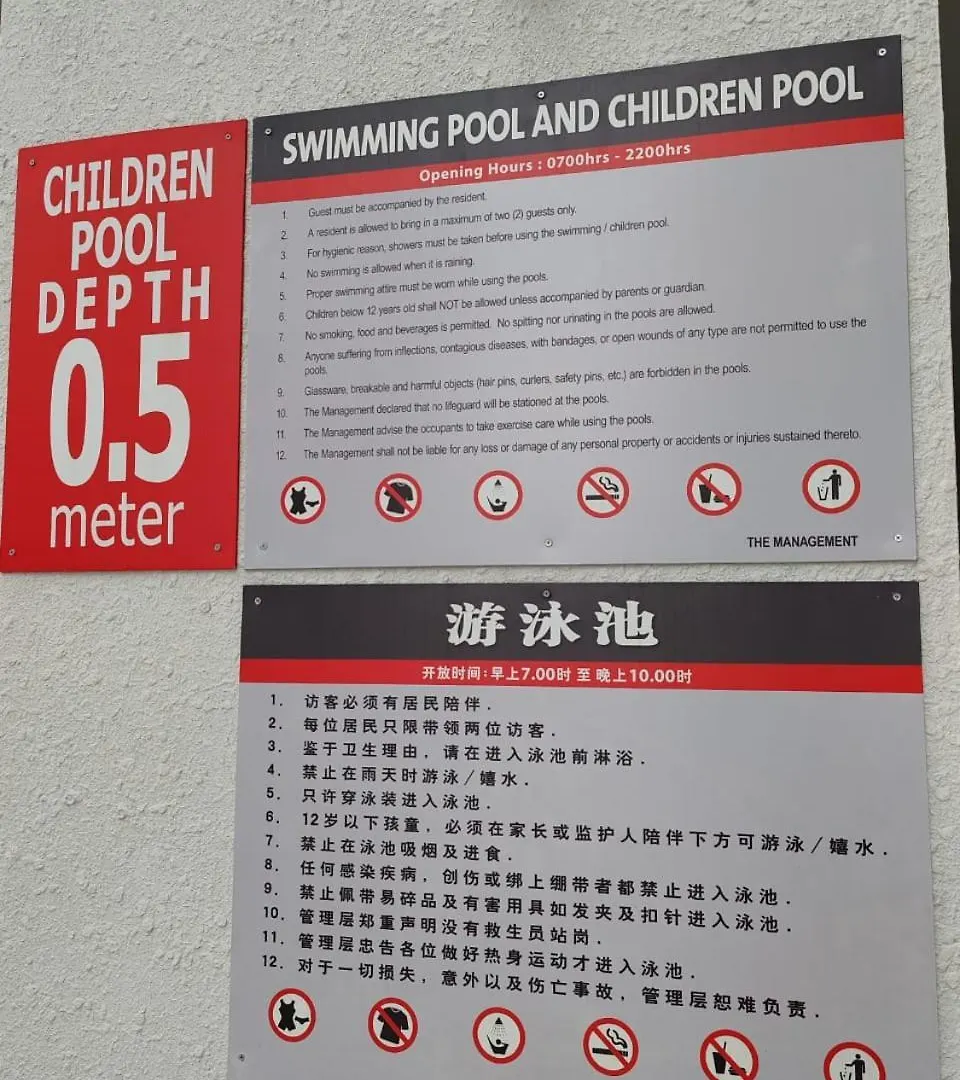 CHILDREN
POOL
DEPTH
0.5
meter
SWIMMING POOL AND CHILDREN POOL
Opening Hours : 0700hrs - 2200hrs
1. Guest must be accompanied by the resident.
2. A resident is allowed to bring in a maximum of two (2) guests only.
3. For hygienic reason, showers must be taken before using the swimming / children pool.
4. No swimming is allowed when it is raining.
5. Proper swimming attire must be worn while using the pools.
6. Children below 12 years old shall NOT be allowed unless accompanied by parents or guardian.
7. No smoking, food and beverages is permitted. No spitting nor urinating in the pools are allowed.
8. Anyone suffering from inflections, contagious diseases, with bandages, or open wounds of any type are not permitted to use the
pools.
9. Glassware, breakable and harmful objects (hair pins, curlers, safety pins, etc.) are forbidden in the pools.
10. The Management declared that no lifeguard will be stationed at the pools.
11. The Management advise the occupants to take exercise care while using the pools.
12. The Management shall not be liable for any loss or damage of any personal property or accidents or injuries sustained thereto.
THE MANAGEMENT
游泳池
开放时间：早上7.00时 至 晚上10.00时
1. 访客必须有居民陪伴．
2. 每位居民只限带领两位访客．
3. 鉴于卫生理由，请在进入泳池前淋浴．
4. 禁止在雨天时游泳/嬉水．
5. 只许穿泳装进入泳池．
6. 12岁以下孩童，必须在家长或监护人陪伴下方可游泳/嬉水．
7. 禁止在泳池吸烟及进食．
8. 任何感染疾病，创伤或绑上绷带者都禁止进入泳池．
9. 禁止佩带易碎品及有害用具如发夹及扣针进入泳池．
10. 管理层郑重声明没有救生员站岗．
11. 管理层忠告各位做好热身运动才进入泳池．
12. 对于一切损失，意外以及伤亡事故，管理层恕难负责．